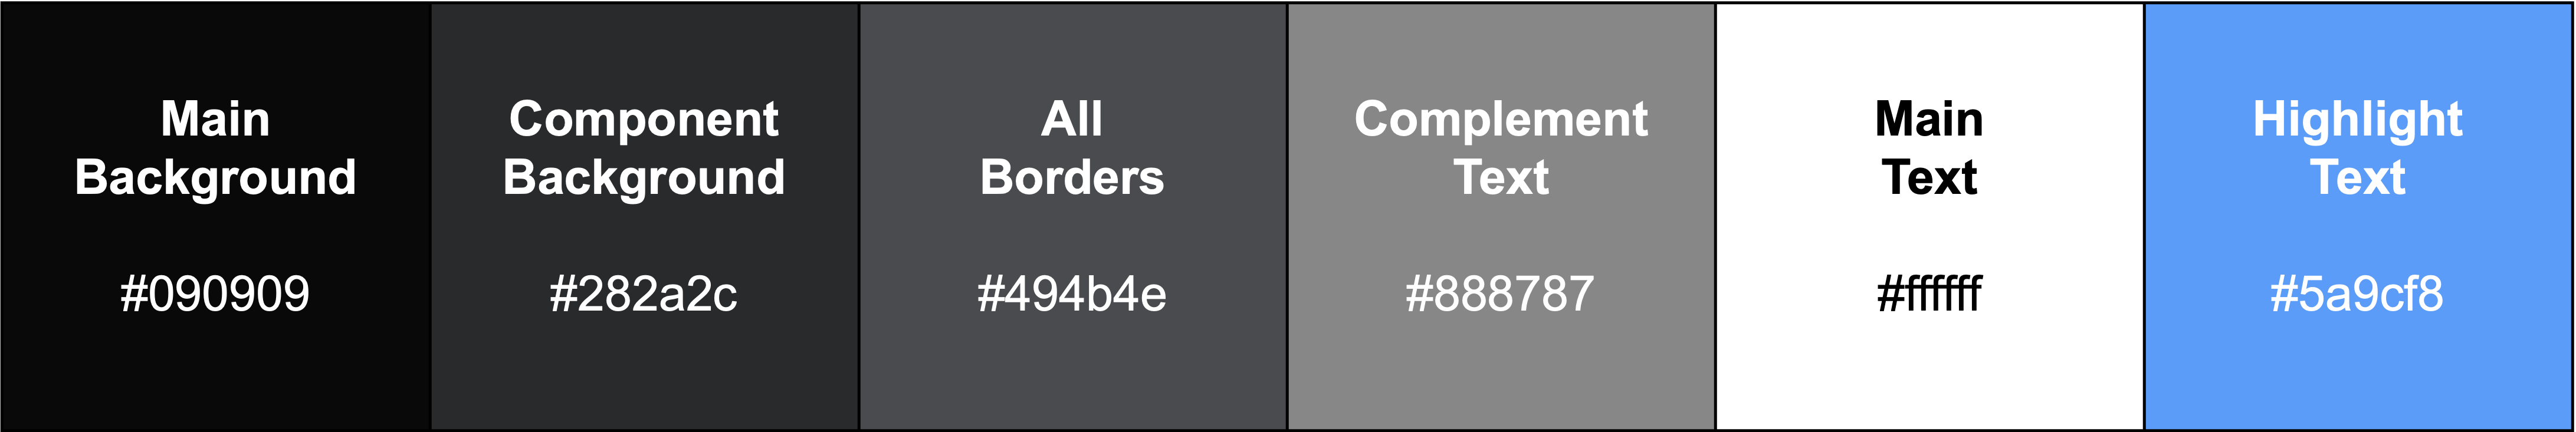 Main
Background
#090909
Component
Background
#282a2c
All
Borders
#494b4e
Complement
Text
#888787
Main
Text
#ffffff
Highlight
Text
#5a9cf8